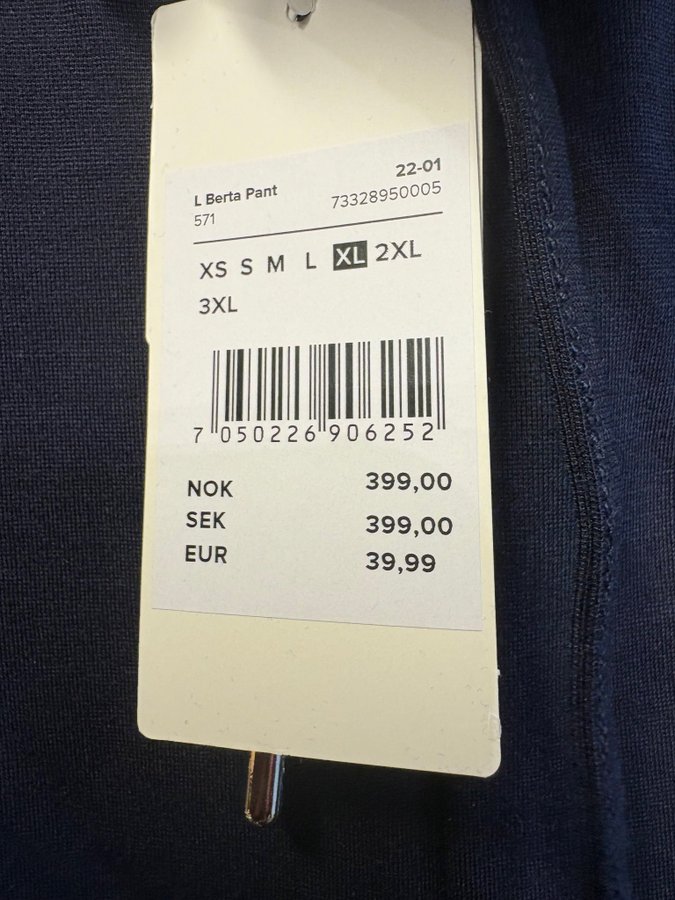 L Berta Pant 22-01
571 73328950005
XS S M L XL 2XL
3XL
7 050226 906252
NOK 399,00
SEK 399,00
EUR 39,99